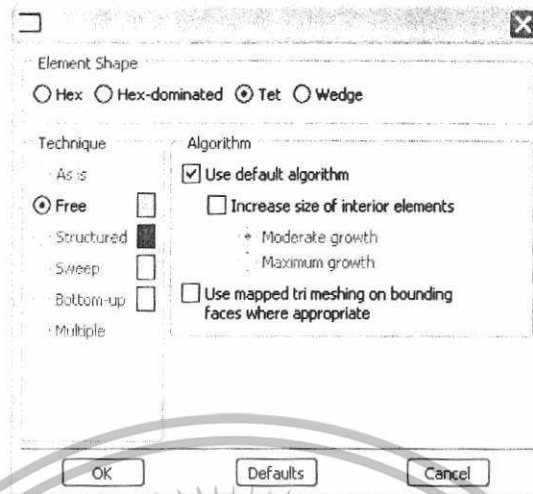 Element Shape
Hex Hex-dominated Tet Wedge
Technique
As is
Free
Structured
Sweep
Bottom-up
Multiple
Algorithm
Use default algorithm
Increase size of interior elements
Moderate growth
Maximum growth
Use mapped tri meshing on bounding
faces where appropriate
OK Defaults Cancel